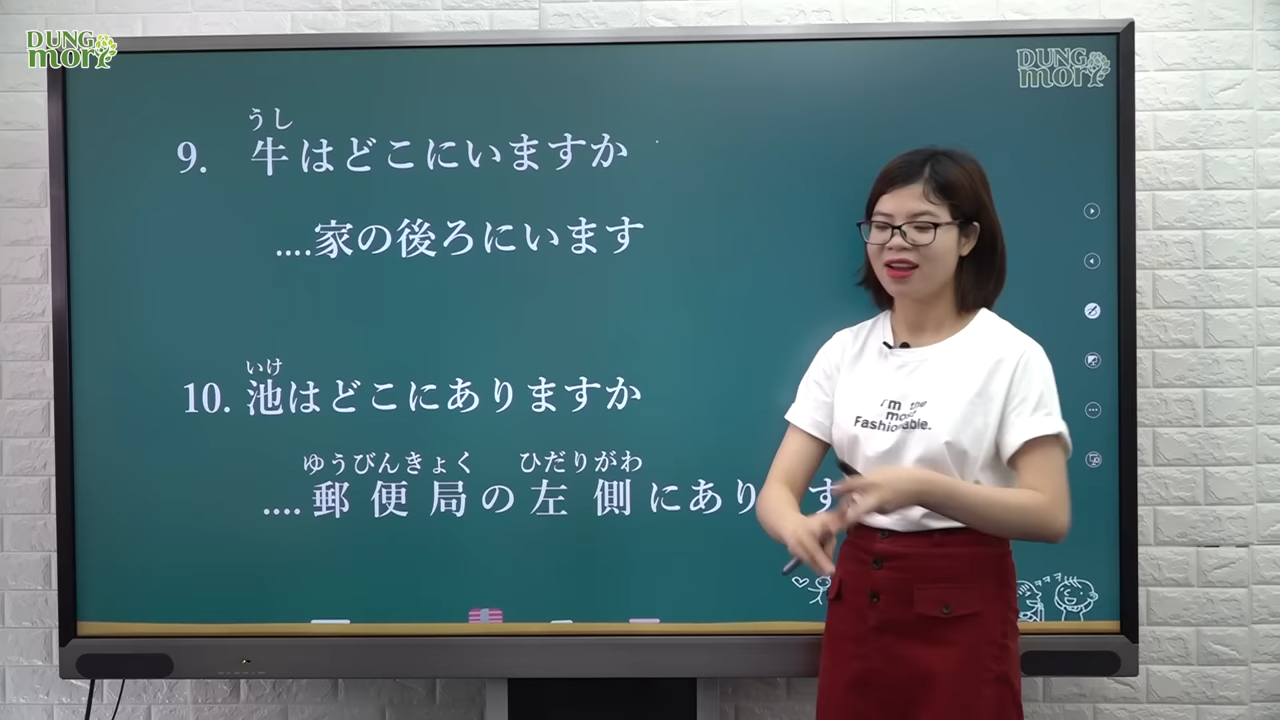 DUNG
mori
DUNG
mori
うし
9. 牛はどこにいますか
....家の後ろにいます
いけ
10. 池はどこにありますか
ゆうびんきょく ひだりがわ
....郵便局の左側にあり す
I'm the
most
Fashionable.